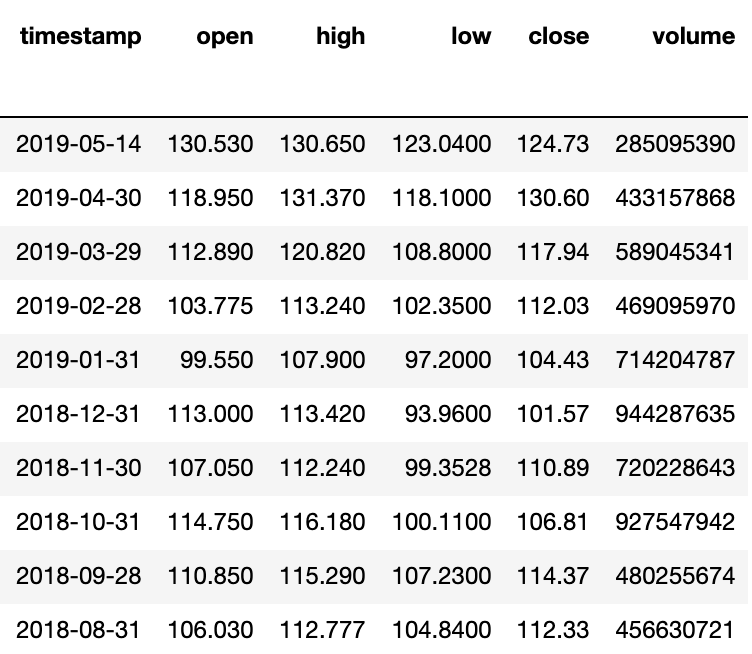 timestamp open high low close volume
2019-05-14 130.530 130.650 123.0400 124.73 285095390
2019-04-30 118.950 131.370 118.1000 130.60 433157868
2019-03-29 112.890 120.820 108.8000 117.94 589045341
2019-02-28 103.775 113.240 102.3500 112.03 469095970
2019-01-31 99.550 107.900 97.2000 104.43 714204787
2018-12-31 113.000 113.420 93.9600 101.57 944287635
2018-11-30 107.050 112.240 99.3528 110.89 720228643
2018-10-31 114.750 116.180 100.1100 106.81 927547942
2018-09-28 110.850 115.290 107.2300 114.37 480255674
2018-08-31 106.030 112.777 104.8400 112.33 456630721